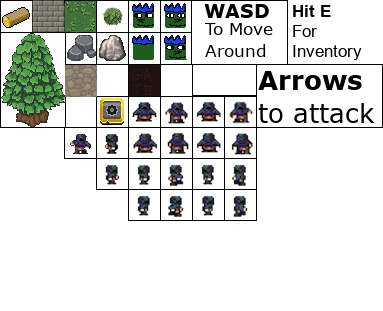 WASD
To Move
Around
Hit E
For
Inventory
Arrows
to attack